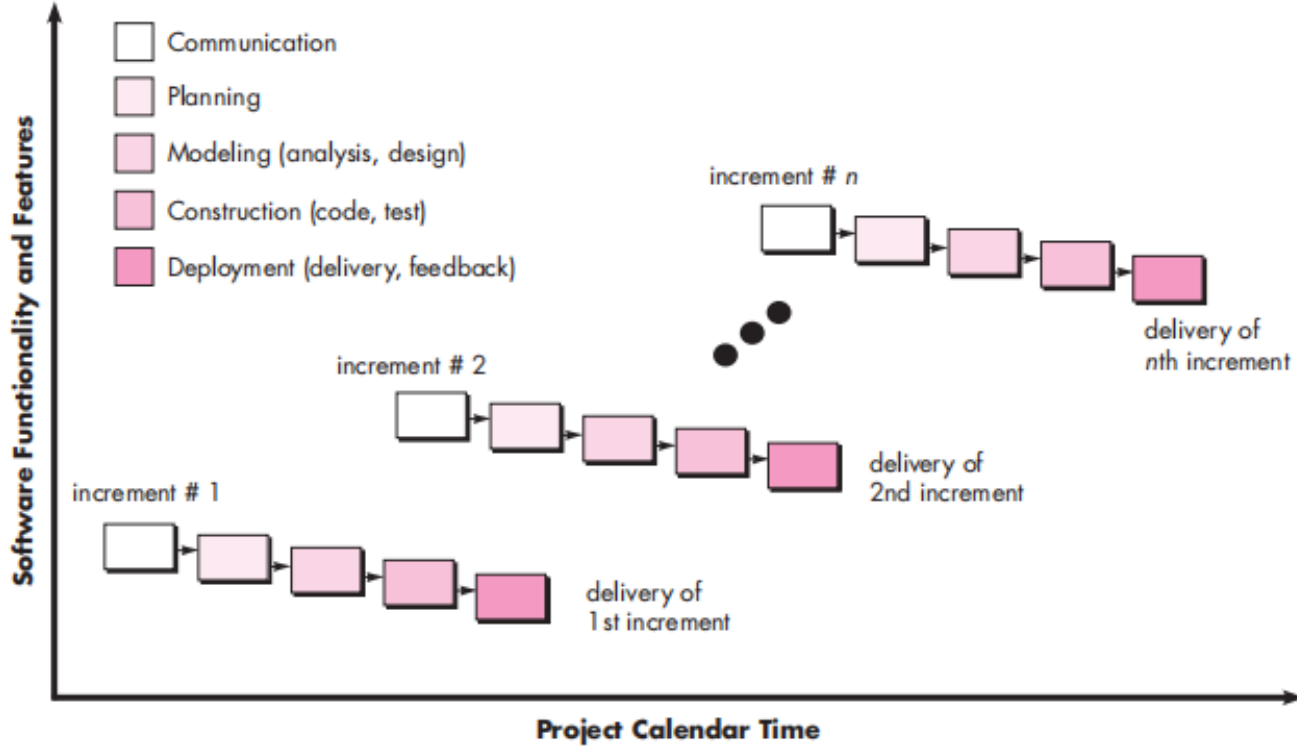 Software Functionality and Features
Communication
Planning
Modeling (analysis, design)
Construction (code, test)
Deployment (delivery, feedback)
increment # n
delivery of
nth increment
increment # 2
delivery of
2nd increment
increment # 1
delivery of
1st increment
Project Calendar Time